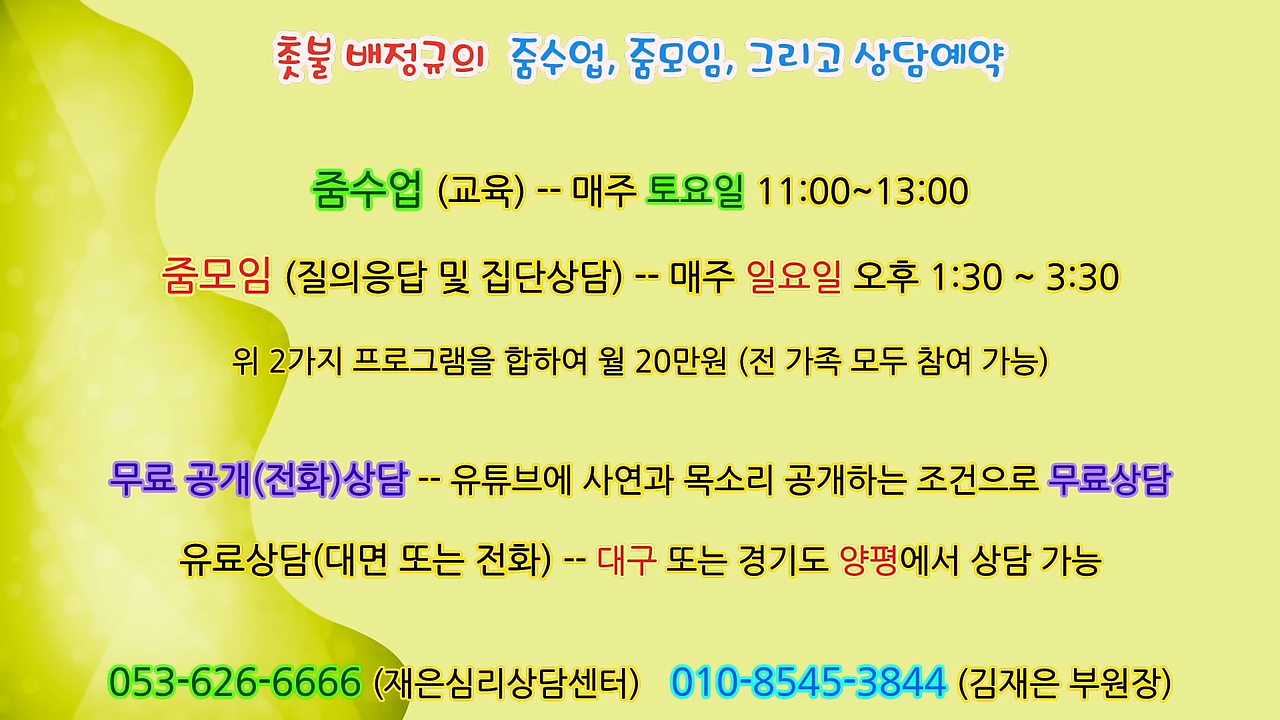 촛불 배정규의 줌수업, 줌모임, 그리고 상담예약
줌수업 (교육) -- 매주 토요일 11:00~13:00
줌모임 (질의응답 및 집단상담) -- 매주 일요일 오후 1:30 ~ 3:30
위 2가지 프로그램을 합하여 월 20만원 (전 가족 모두 참여 가능)
무료 공개(전화)상담 -- 유튜브에 사연과 목소리 공개하는 조건으로 무료상담
유료상담(대면 또는 전화) -- 대구 또는 경기도 양평에서 상담 가능
053-626-6666 (재은심리상담센터) 010-8545-3844 (김재은 부원장)